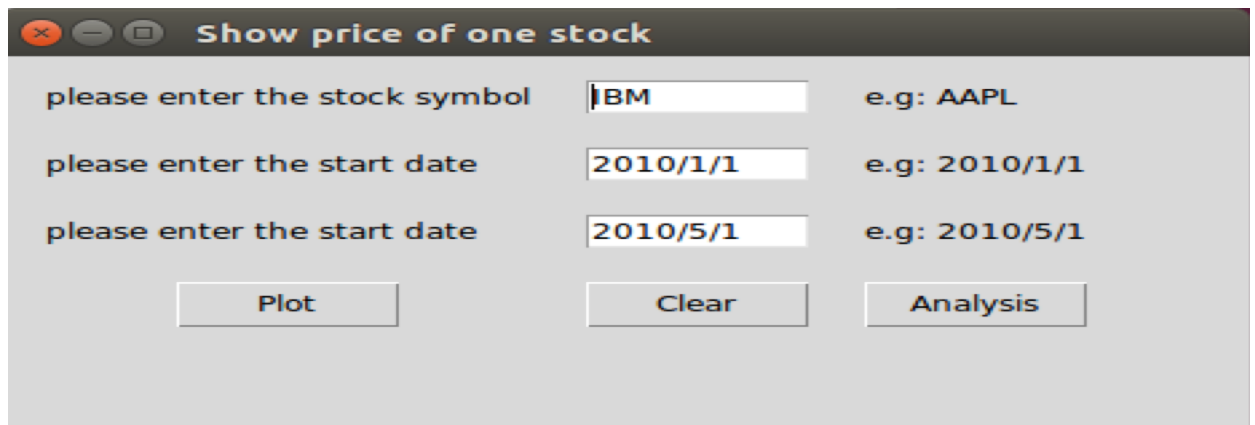 Show price of one stock
please enter the stock symbol IBM e.g: AAPL
please enter the start date 2010/1/1 e.g: 2010/1/1
please enter the start date 2010/5/1 e.g: 2010/5/1
Plot Clear Analysis